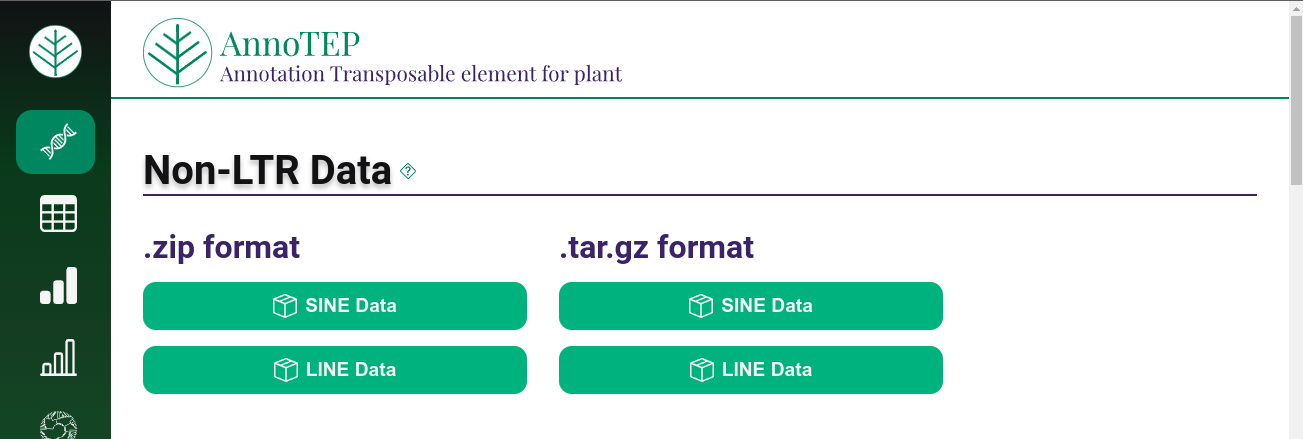 AnnoTEP
Annotation Transposable element for plant
Non-LTR Data ?
.zip format
.tar.gz format
SINE Data
SINE Data
LINE Data
LINE Data